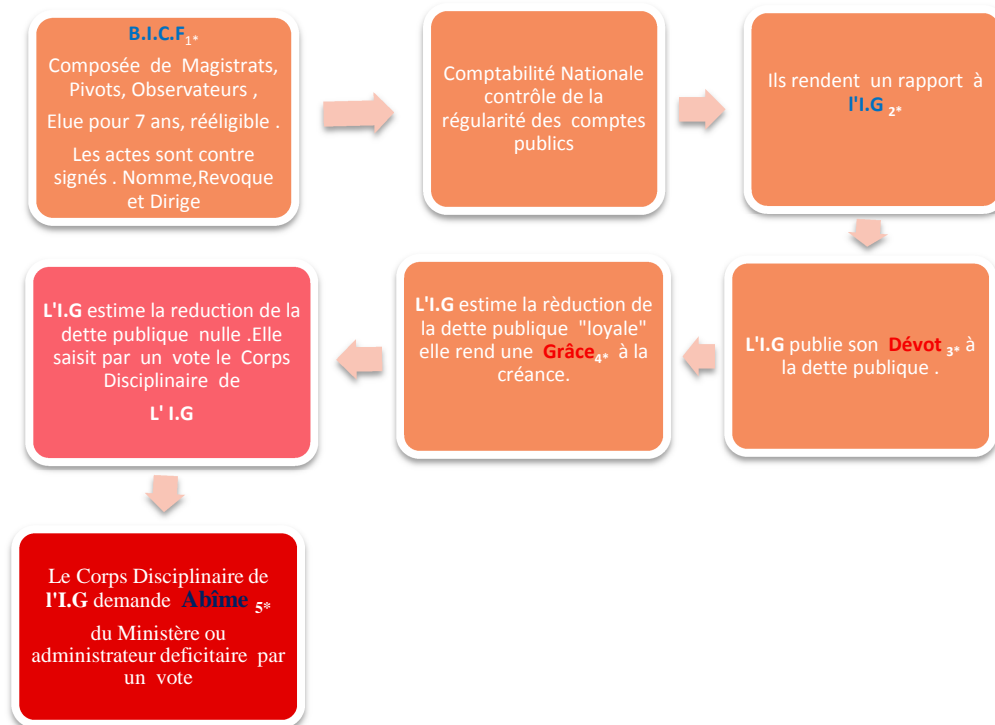 B.I.C.F1*
Composée de Magistrats,
Pivots, Observateurs ,
Elue pour 7 ans, rééligible .
Les actes sont contre
signés . Nomme,Revoque
et Dirige
Comptabilité Nationale
contrôle de la
régularité des comptes
publics
Ils rendent un rapport à
l'I.G 2*
L'I.G publie son Dévot 3* à
la dette publique .
L'I.G estime la rèduction de
la dette publique "loyale"
elle rend une Grâce4* à la
créance.
L'I.G estime la reduction de la
dette publique nulle .Elle
saisit par un vote le Corps
Disciplinaire de
L' I.G
Le Corps Disciplinaire de
l'I.G demande Abîme 5*
du Ministère ou
administrateur deficitaire par
un vote